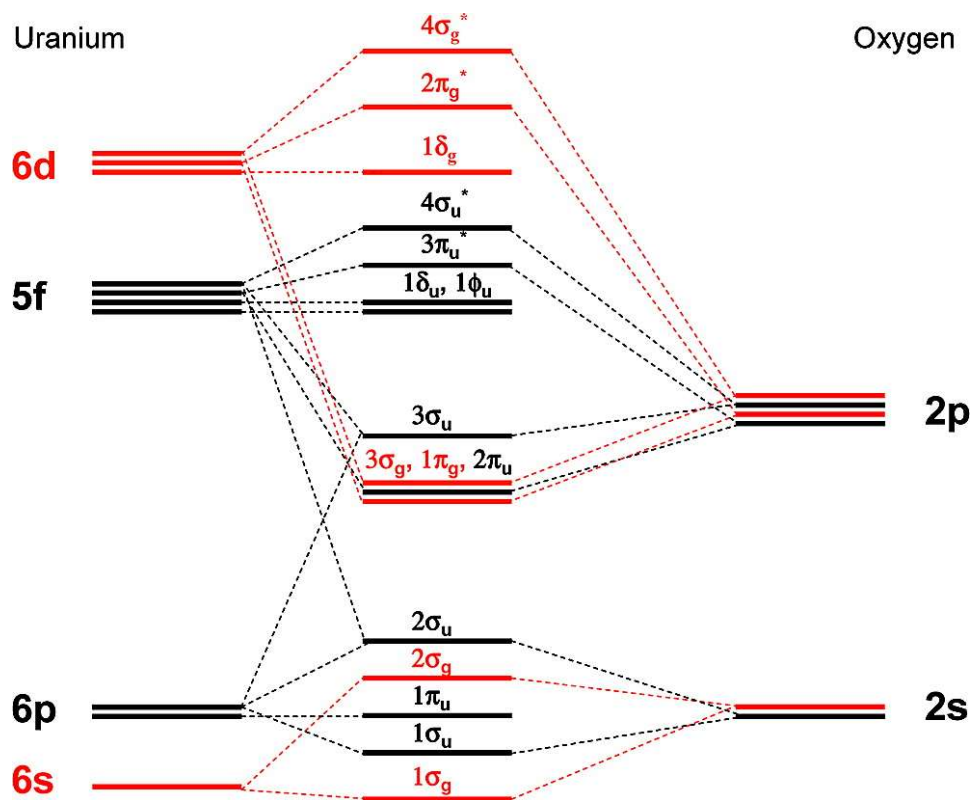 Uranium
Oxygen
4σg*
2πg*
6d
1δg
4σu*
3πu*
5f
1δu, 1ϕu
2p
3σu
3σg, 1πg, 2πu
2σu
2σg
6p
1πu
2s
1σu
6s
1σg